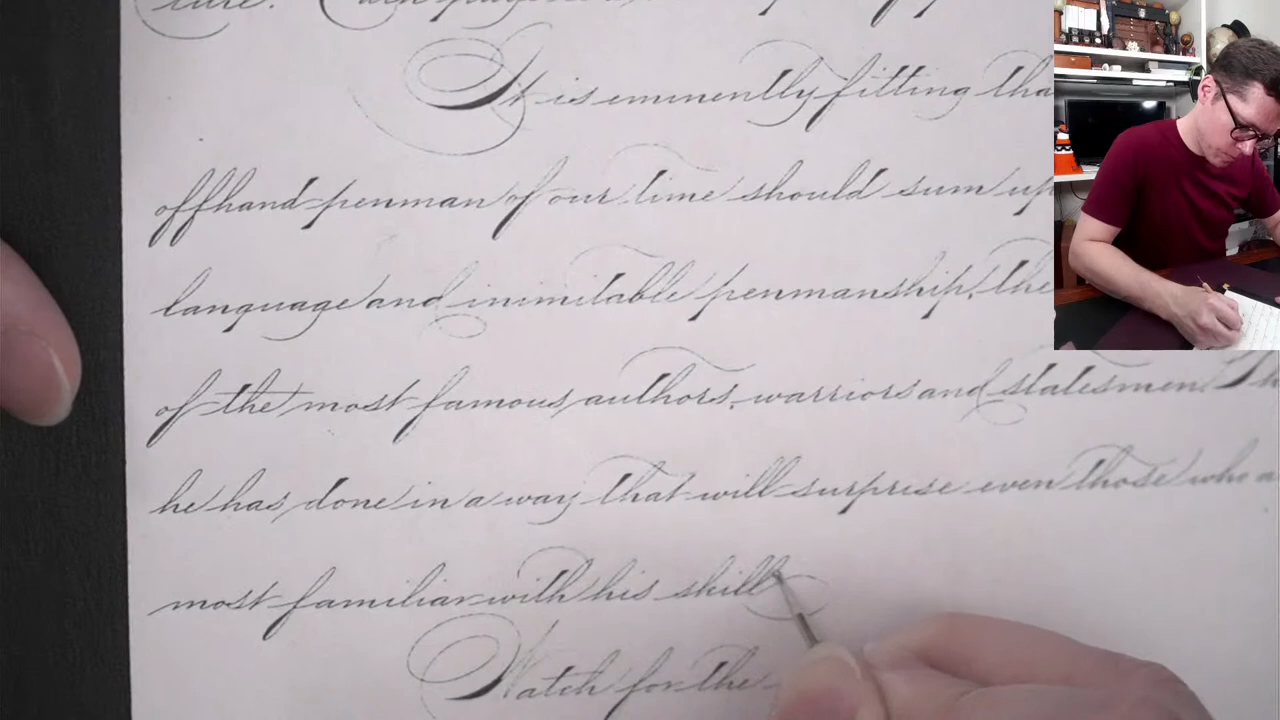 It is eminently fitting tha
offhand penman of our time should sum up
language and inimitable penmanship, the
of the most famous authors, warriors and statesmen.
he has done in a way that will surprise even those who a
most familiar with his skill
Watch for the